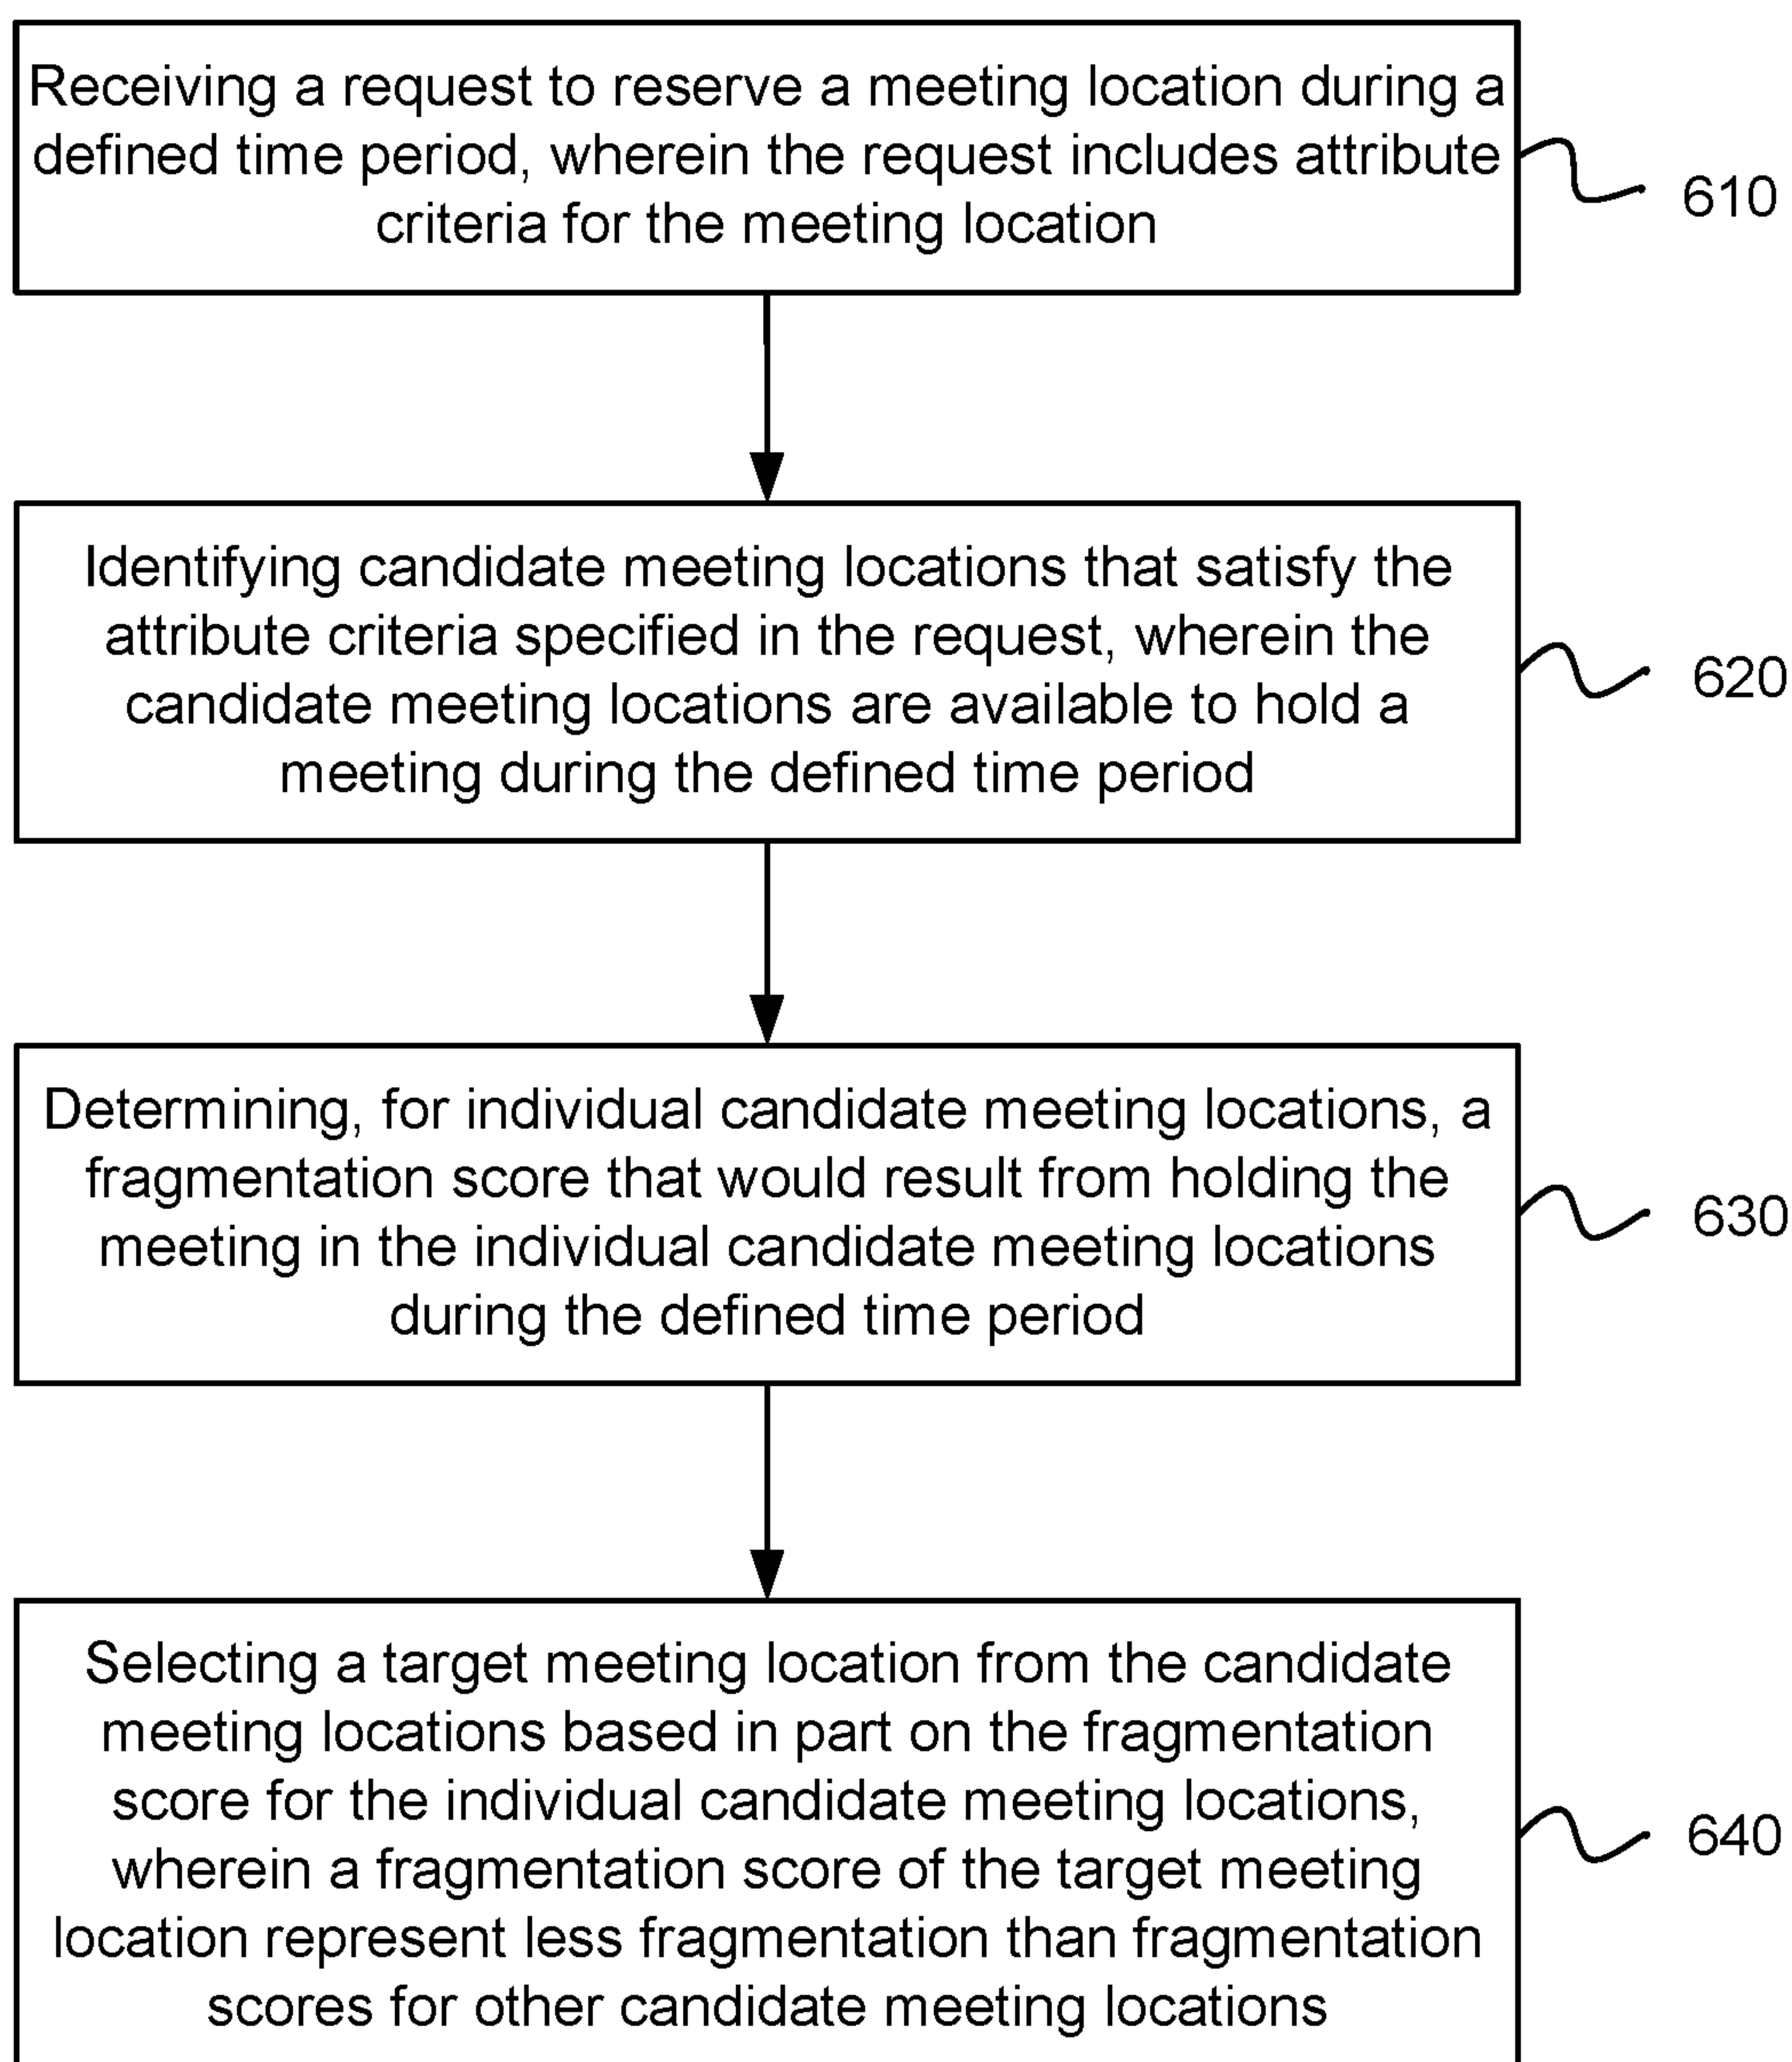 Receiving a request to reserve a meeting location during a
defined time period, wherein the request includes attribute
criteria for the meeting location
610
Identifying candidate meeting locations that satisfy the
attribute criteria specified in the request, wherein the
candidate meeting locations are available to hold a
meeting during the defined time period
620
Determining, for individual candidate meeting locations, a
fragmentation score that would result from holding the
meeting in the individual candidate meeting locations
during the defined time period
630
Selecting a target meeting location from the candidate
meeting locations based in part on the fragmentation
score for the individual candidate meeting locations,
wherein a fragmentation score of the target meeting
location represent less fragmentation than fragmentation
scores for other candidate meeting locations
640